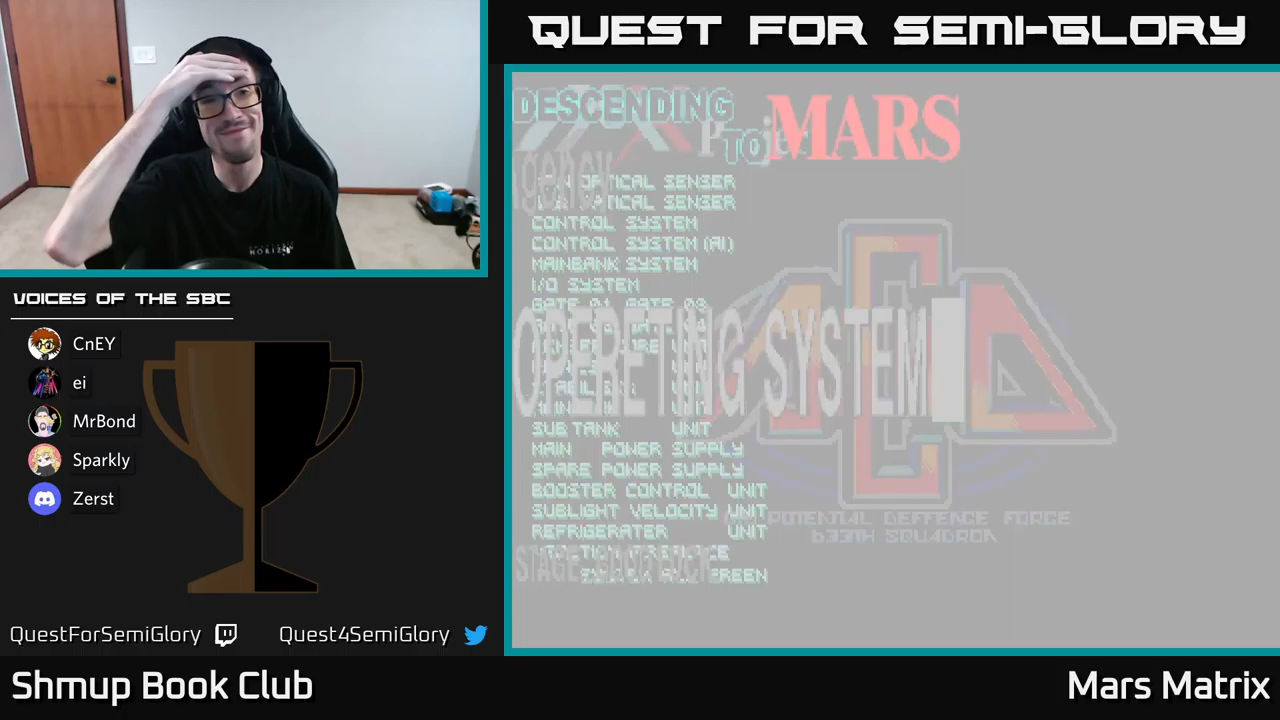 QUEST FOR SEMI-GLORY
DESCENDING
TO MARS
CONTROL SYSTEM
CONTROL SYSTEM (AI)
MAINBANK SYSTEM
I/O SYSTEM
OPERETING SYSTEM
SUB TANK UNIT
MAIN POWER SUPPLY
SPARE POWER SUPPLY
BOOSTER CONTROL UNIT
SUBLIGHT VELOCITY UNIT
REFRIGERATER UNIT
POTENTIAL DEFFENCE FORCE
633TH SQUADRON
HORIZ
VOICES OF THE SBC
CnEY
ei
MrBond
Sparkly
Zerst
QuestForSemiGlory
Quest4SemiGlory
Shmup Book Club
Mars Matrix